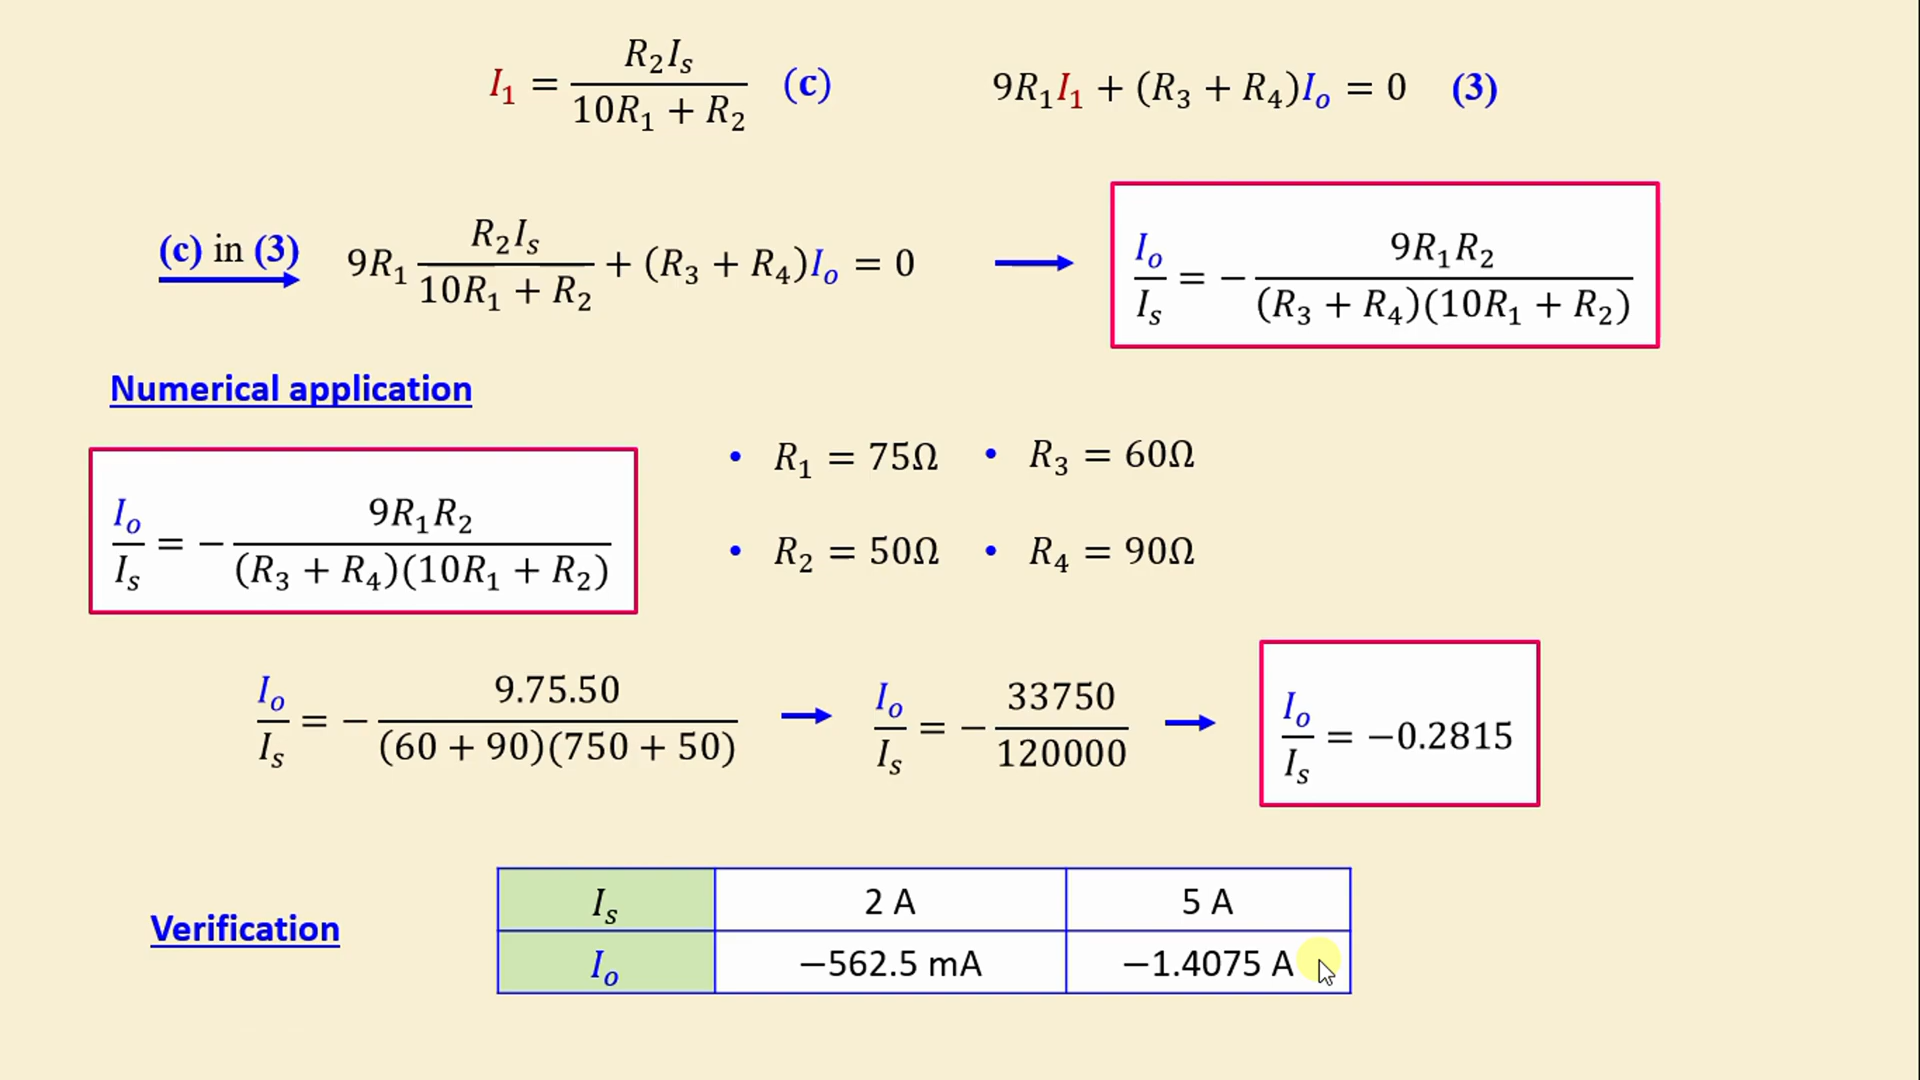 I₁ = R₂Iₛ / (10R₁ + R₂) (c)
9R₁I₁ + (R₃ + R₄)Iₒ = 0 (3)
(c) in (3)
9R₁ R₂Iₛ / (10R₁ + R₂) + (R₃ + R₄)Iₒ = 0
Iₒ / Iₛ = − 9R₁R₂ / (R₃ + R₄)(10R₁ + R₂)
Numerical application
Iₒ / Iₛ = − 9R₁R₂ / (R₃ + R₄)(10R₁ + R₂)
• R₁ = 75Ω • R₃ = 60Ω
• R₂ = 50Ω • R₄ = 90Ω
Iₒ / Iₛ = − 9.75.50 / (60 + 90)(750 + 50)
Iₒ / Iₛ = − 33750 / 120000
Iₒ / Iₛ = −0.2815
Verification
Iₛ 2 A 5 A
Iₒ −562.5 mA −1.4075 A